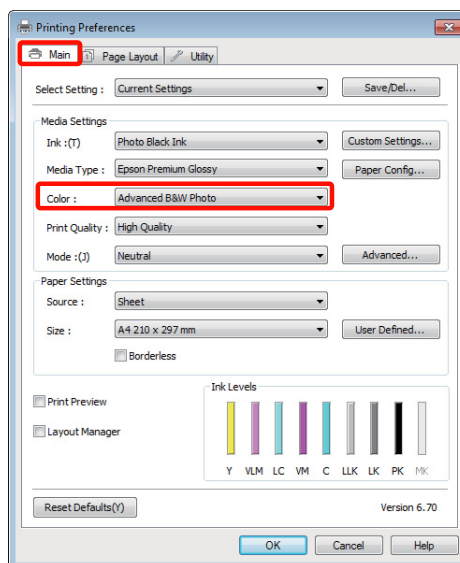 Printing Preferences
Main Page Layout Utility
Select Setting : Current Settings Save/Del...
Media Settings
Ink :(T) Photo Black Ink Custom Settings...
Media Type : Epson Premium Glossy Paper Config...
Color : Advanced B&W Photo
Print Quality : High Quality
Mode :(J) Neutral Advanced...
Paper Settings
Source : Sheet
Size : A4 210 x 297 mm User Defined...
Borderless
Ink Levels
Print Preview
Layout Manager
Y VLM LC VM C LLK LK PK MK
Reset Defaults(Y) Version 6.70
OK Cancel Help